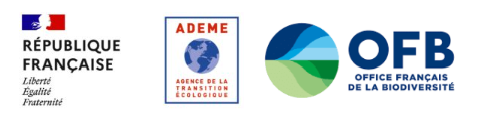 RÉPUBLIQUE
FRANÇAISE
Liberté
Égalité
Fraternité
ADEME
AGENCE DE LA
TRANSITION
ÉCOLOGIQUE
OFB
OFFICE FRANÇAIS
DE LA BIODIVERSITÉ